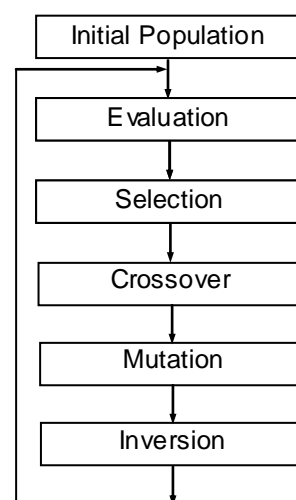 Initial Population
Evaluation
Selection
Crossover
Mutation
Inversion